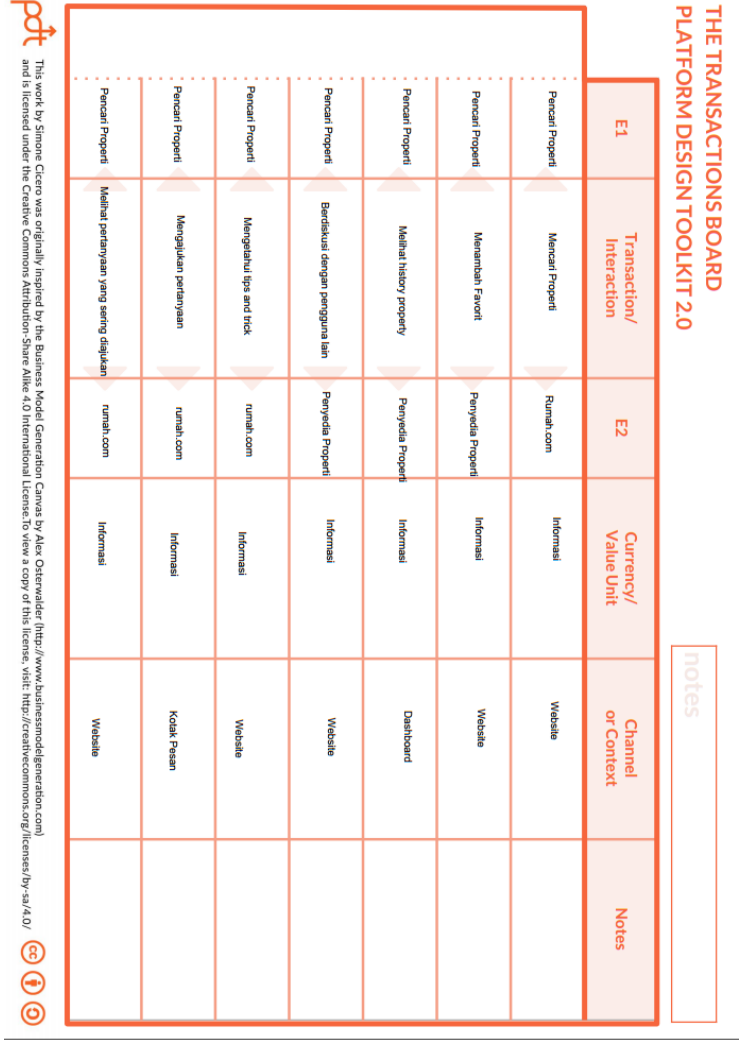 THE TRANSACTIONS BOARD
PLATFORM DESIGN TOOLKIT 2.0
notes
E1
Transaction/
Interaction
E2
Currency/
Value Unit
Channel
or Context
Notes
Pencari Properti
Mencari Properti
Rumah.com
Informasi
Website
Pencari Properti
Menambah Favorit
Penyedia Properti
Informasi
Website
Pencari Properti
Melihat history property
Penyedia Properti
Informasi
Dashboard
Pencari Properti
Berdiskusi dengan pengguna lain
Penyedia Properti
Informasi
Website
Pencari Properti
Mengetahui tips and trick
rumah.com
Informasi
Website
Pencari Properti
Mengajukan pertanyaan
rumah.com
Informasi
Kotak Pesan
Pencari Properti
Melihat pertanyaan yang sering diajukan
rumah.com
Informasi
Website
pdt
This work by Simone Cicero was originally inspired by the Business Model Generation Canvas by Alex Osterwalder (http://www.businessmodelgeneration.com)
and is licensed under the Creative Commons Attribution-Share Alike 4.0 International License.To view a copy of this license, visit: http://creativecommons.org/licenses/by-sa/4.0/
cc